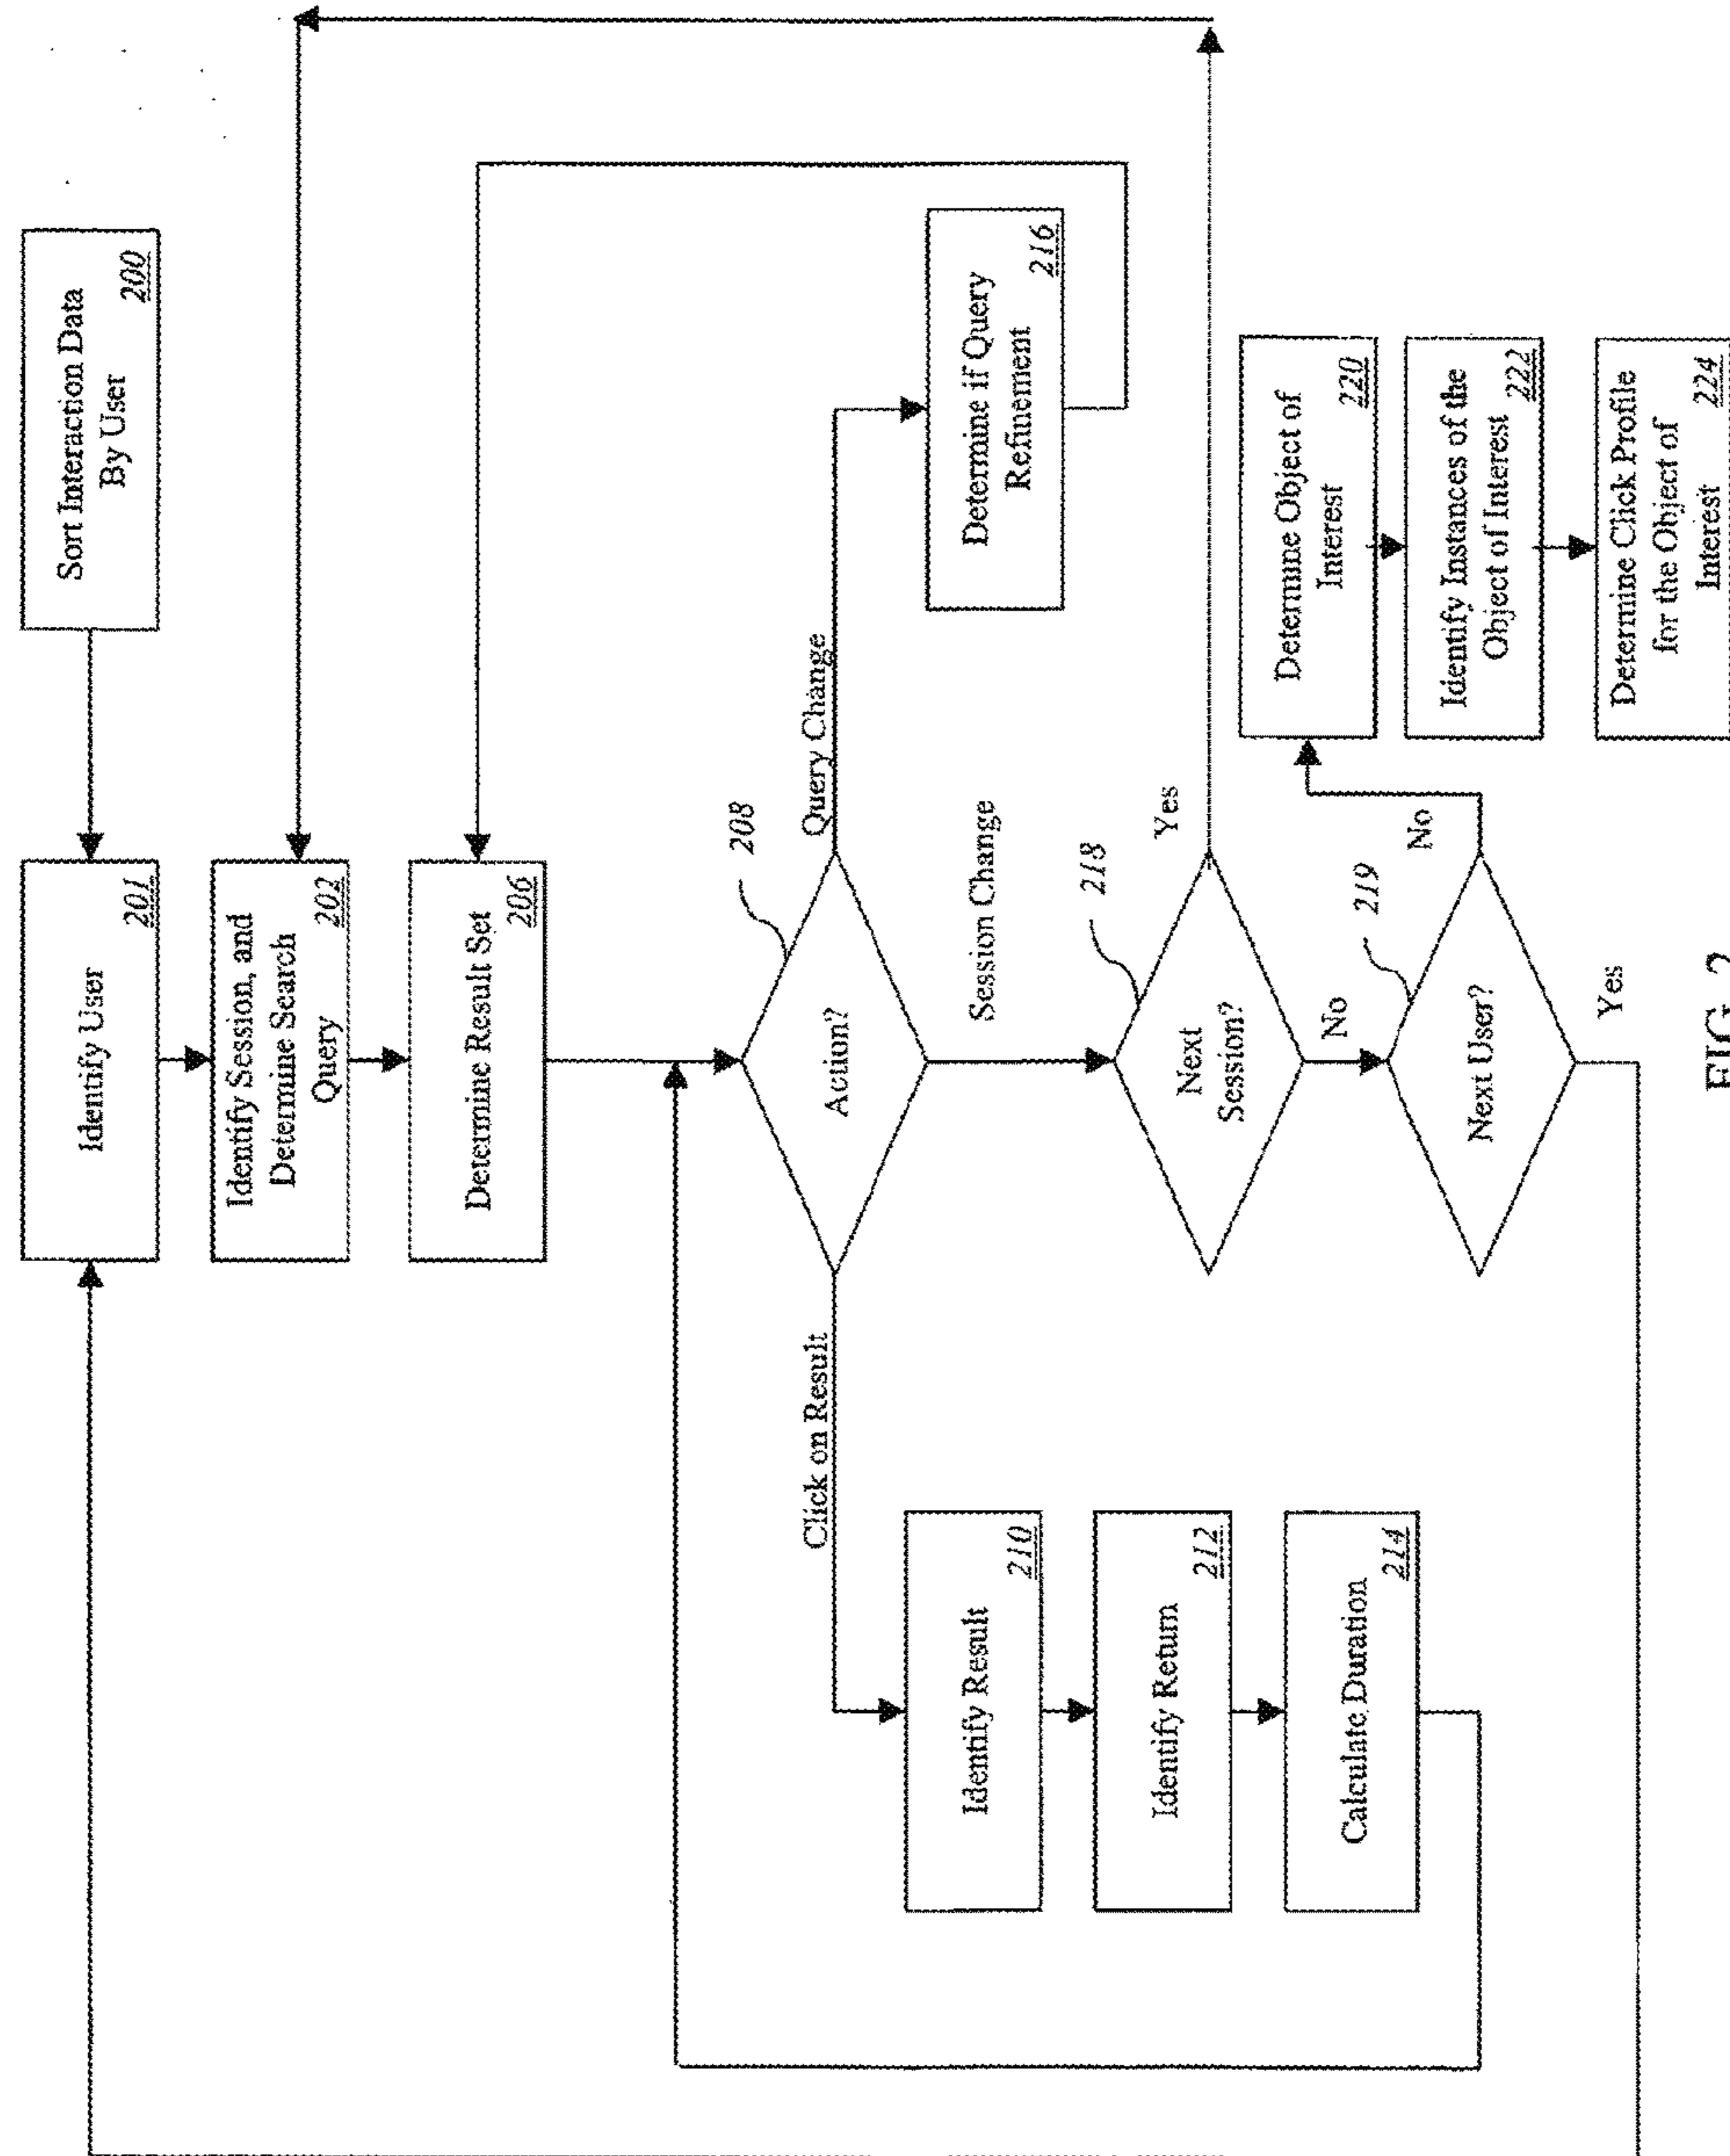 Sort Interaction Data
By User
200
Identify User
201
Identify Session, and
Determine Search
Query
202
Determine Result Set
206
Action?
208
Query Change
Determine if Query
Refinement
216
Click on Result
Identify Result
210
Identify Return
212
Calculate Duration
214
Session Change
Next
Session?
218
Yes
No
Next User?
219
Yes
No
Determine Object of
Interest
220
Identify Instances of the
Object of Interest
222
Determine Click Profile
for the Object of
Interest
224
FIG. 2